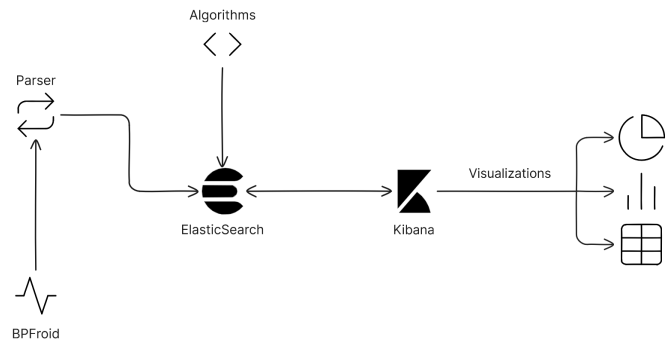 Algorithms
Parser
Visualizations
ElasticSearch
Kibana
BPFroid